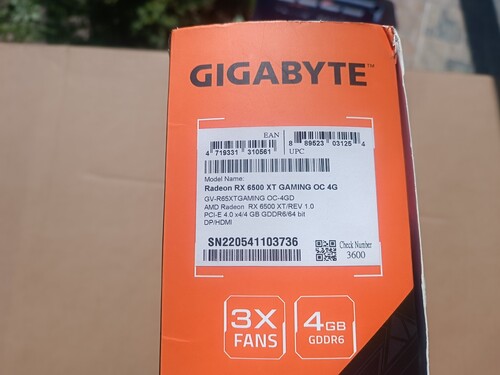 GIGABYTE™
EAN
4 719331 310561
8 89523 03125 4
UPC
Model Name:
Radeon RX 6500 XT GAMING OC 4G
GV-R65XTGAMING OC-4GD
AMD Radeon RX 6500 XT/REV 1.0
PCI-E 4.0 x4/4 GB GDDR6/64 bit
DP/HDMI
SN220541103736
Check Number
3600
3X
FANS
4GB
GDDR6